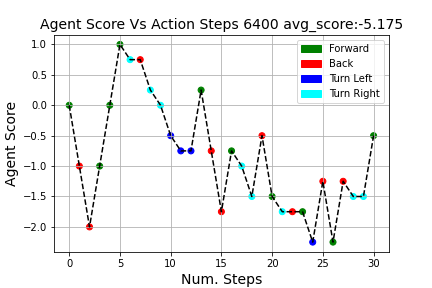 Agent Score Vs Action Steps 6400 avg_score:-5.175
1.0
0.5
0.0
−0.5
−1.0
−1.5
−2.0
Agent Score
Forward
Back
Turn Left
Turn Right
0 5 10 15 20 25 30
Num. Steps